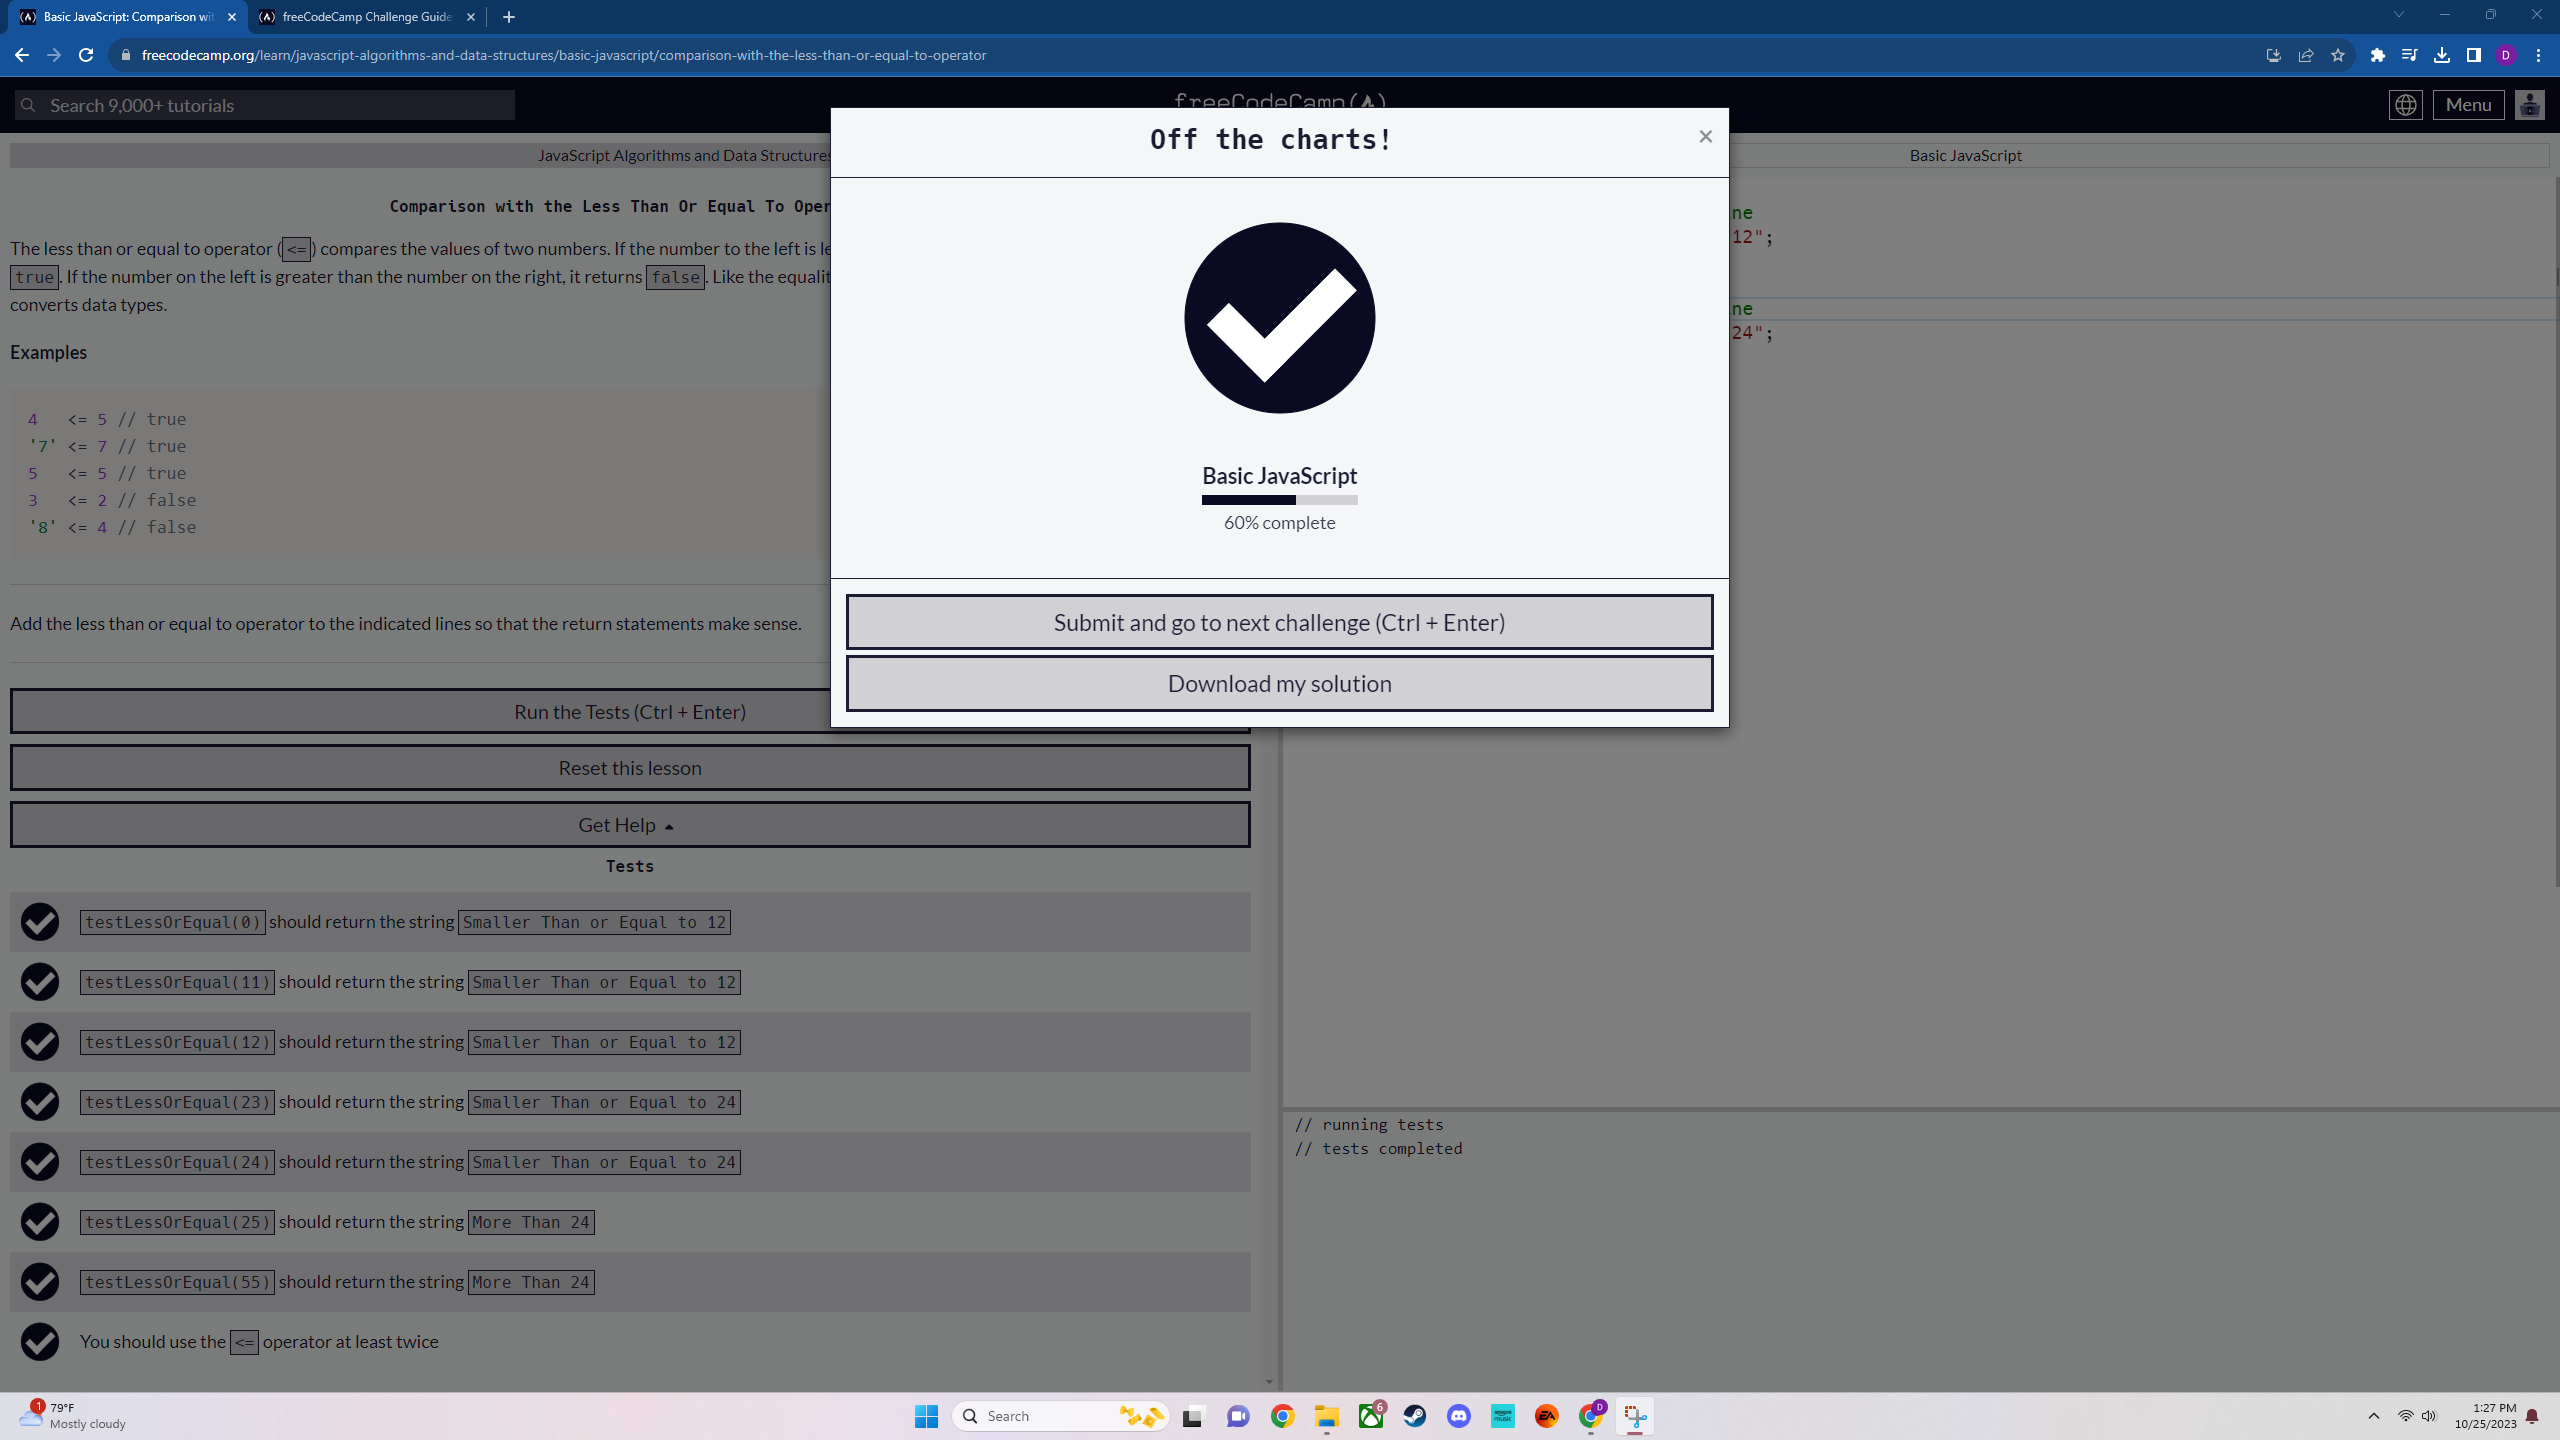 Basic JavaScript: Comparison wit
freeCodeCamp Challenge Guide:
freecodecamp.org/learn/javascript-algorithms-and-data-structures/basic-javascript/comparison-with-the-less-than-or-equal-to-operator
D
Search 9,000+ tutorials
freeCodeCamp(
Menu
JavaScript Algorithms and Data Structures
Basic JavaScript
Comparison with the Less Than Or Equal To Oper
The less than or equal to operator (<=) compares the values of two numbers. If the number to the left is le
true. If the number on the left is greater than the number on the right, it returns false. Like the equalit
converts data types.
Examples
4   <= 5 // true
'7' <= 7 // true
5   <= 5 // true
3   <= 2 // false
'8' <= 4 // false
Add the less than or equal to operator to the indicated lines so that the return statements make sense.
Run the Tests (Ctrl + Enter)
Reset this lesson
Get Help
Tests
testLessOrEqual(0) should return the string Smaller Than or Equal to 12
testLessOrEqual(11) should return the string Smaller Than or Equal to 12
testLessOrEqual(12) should return the string Smaller Than or Equal to 12
testLessOrEqual(23) should return the string Smaller Than or Equal to 24
testLessOrEqual(24) should return the string Smaller Than or Equal to 24
testLessOrEqual(25) should return the string More Than 24
testLessOrEqual(55) should return the string More Than 24
You should use the <= operator at least twice
Off the charts!
×
Basic JavaScript
60% complete
Submit and go to next challenge (Ctrl + Enter)
Download my solution
ne
12";
ne
24";
// running tests
// tests completed
1
79°F
Mostly cloudy
Search
6
amazon music
EA
D
1:27 PM
10/25/2023